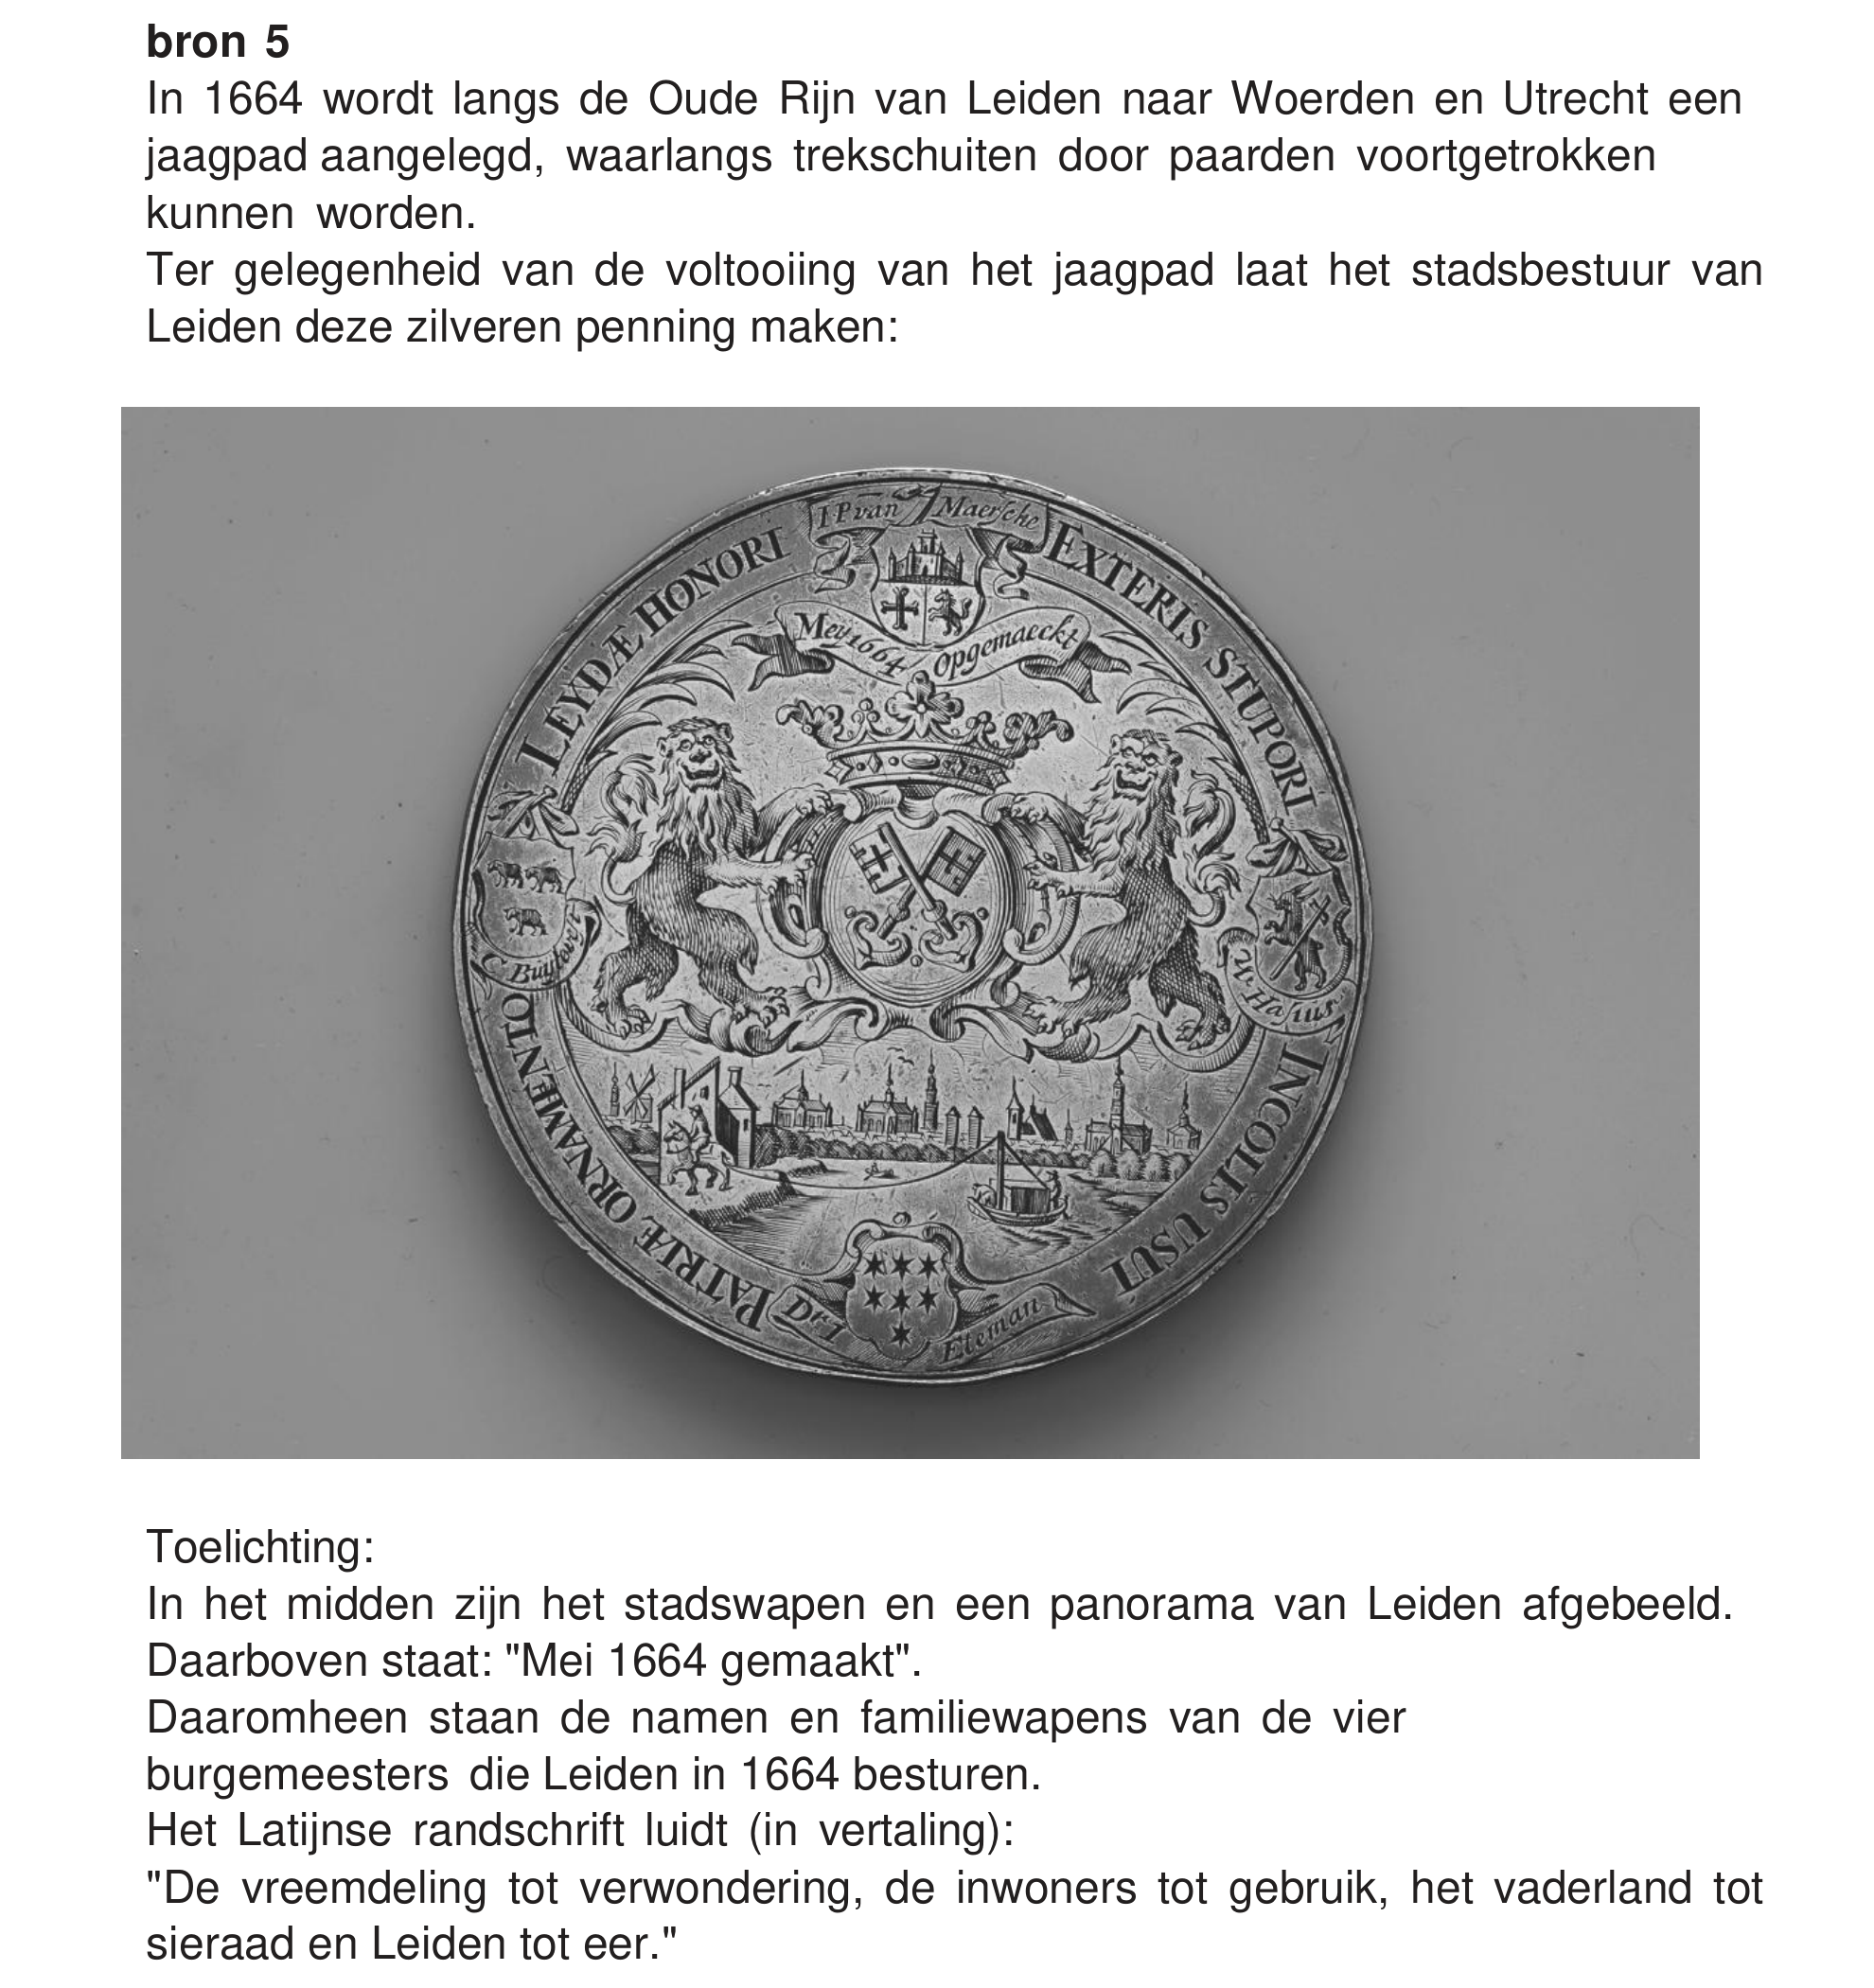 bron 5
In 1664 wordt langs de Oude Rijn van Leiden naar Woerden en Utrecht een
jaagpad aangelegd, waarlangs trekschuiten door paarden voortgetrokken
kunnen worden.
Ter gelegenheid van de voltooiing van het jaagpad laat het stadsbestuur van
Leiden deze zilveren penning maken:
I P van Maersche
LEYDÆ HONORI
EXTERIS STUPORI
Mey 1664 Opgemaeckt
C. Buytevest
W. Hasius
PATRIÆ ORNAMENTO
INCOLIS USUI
Eleman
Toelichting:
In het midden zijn het stadswapen en een panorama van Leiden afgebeeld.
Daarboven staat: "Mei 1664 gemaakt".
Daaromheen staan de namen en familiewapens van de vier
burgemeesters die Leiden in 1664 besturen.
Het Latijnse randschrift luidt (in vertaling):
"De vreemdeling tot verwondering, de inwoners tot gebruik, het vaderland tot
sieraad en Leiden tot eer."